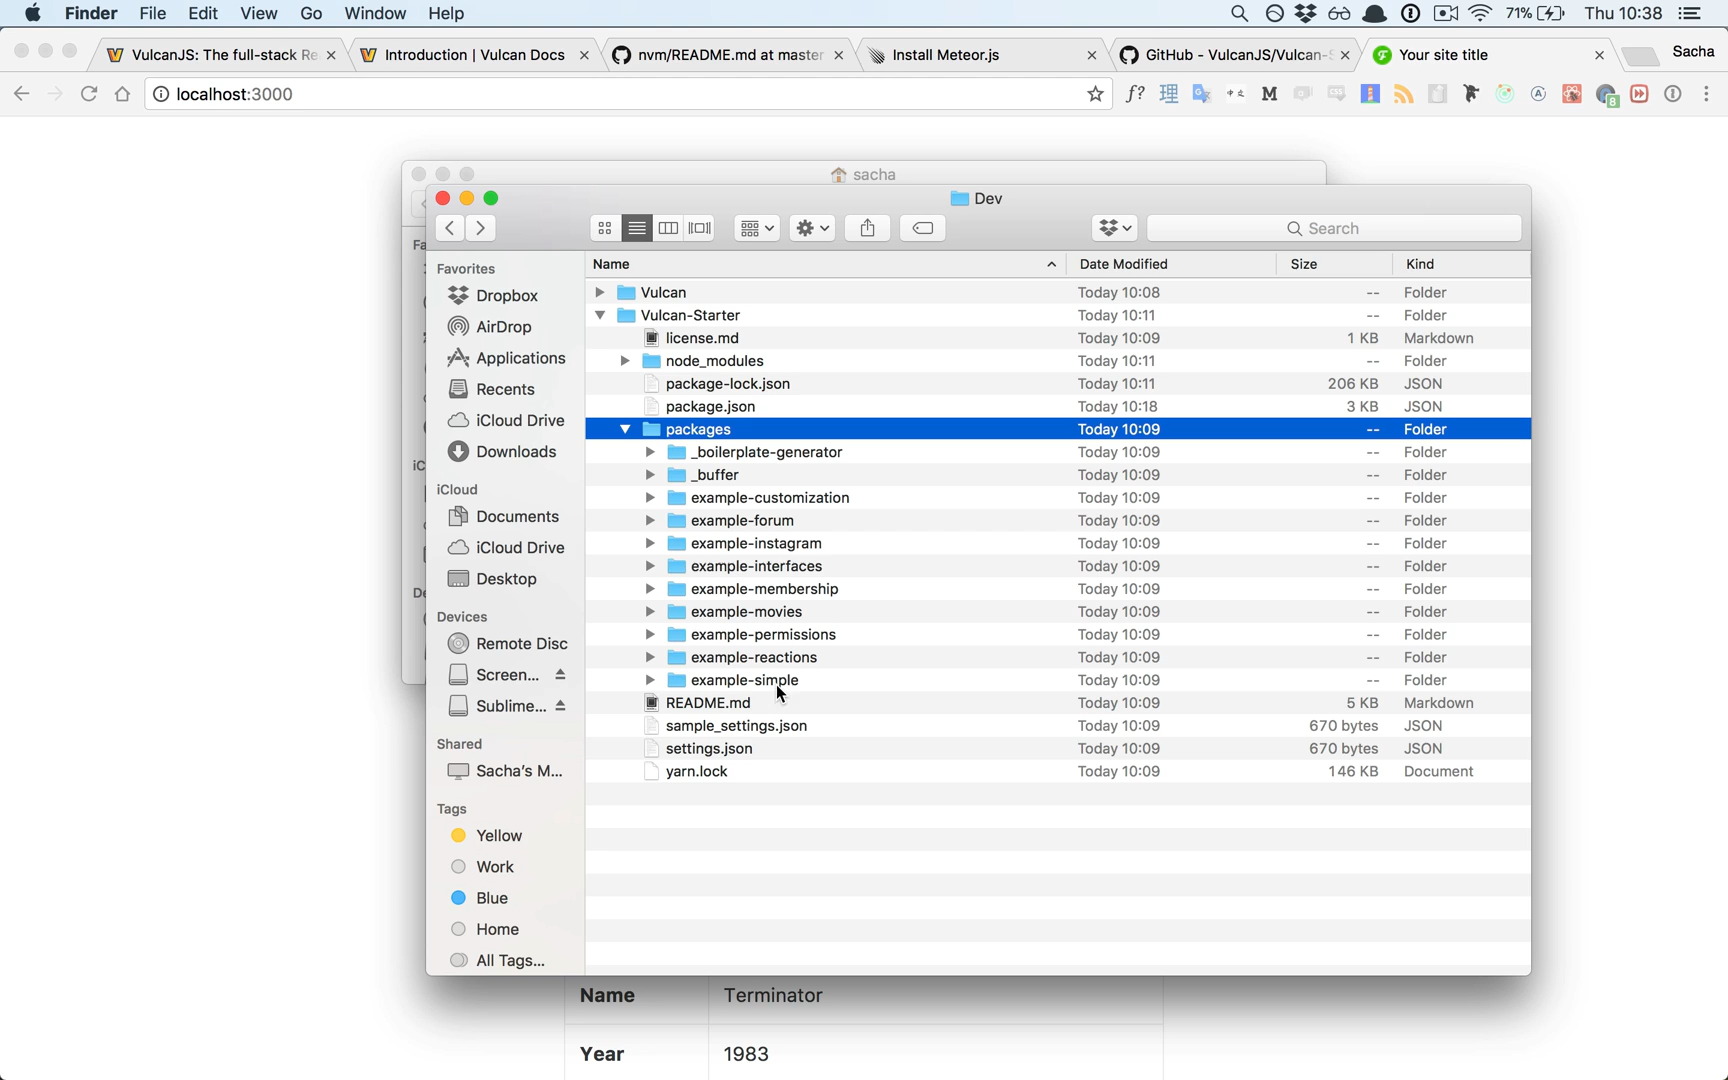 Finder File Edit View Go Window Help 71% Thu 10:38
VulcanJS: The full-stack Re Introduction | Vulcan Docs nvm/README.md at master Install Meteor.js GitHub - VulcanJS/Vulcan-S Your site title Sacha
localhost:3000
sacha
Dev
Search
Fa
Favorites
Dropbox
AirDrop
Applications
Recents
iCloud Drive
Downloads
iC
iCloud
Documents
iCloud Drive
Desktop
De
Devices
Remote Disc
Screen...
Sublime...
Shared
Sacha's M...
Tags
Yellow
Work
Blue
Home
All Tags...
Name Date Modified Size Kind
Vulcan Today 10:08 -- Folder
Vulcan-Starter Today 10:11 -- Folder
license.md Today 10:09 1 KB Markdown
node_modules Today 10:11 -- Folder
package-lock.json Today 10:11 206 KB JSON
package.json Today 10:18 3 KB JSON
packages Today 10:09 -- Folder
_boilerplate-generator Today 10:09 -- Folder
_buffer Today 10:09 -- Folder
example-customization Today 10:09 -- Folder
example-forum Today 10:09 -- Folder
example-instagram Today 10:09 -- Folder
example-interfaces Today 10:09 -- Folder
example-membership Today 10:09 -- Folder
example-movies Today 10:09 -- Folder
example-permissions Today 10:09 -- Folder
example-reactions Today 10:09 -- Folder
example-simple Today 10:09 -- Folder
README.md Today 10:09 5 KB Markdown
sample_settings.json Today 10:09 670 bytes JSON
settings.json Today 10:09 670 bytes JSON
yarn.lock Today 10:09 146 KB Document
Name Terminator
Year 1983